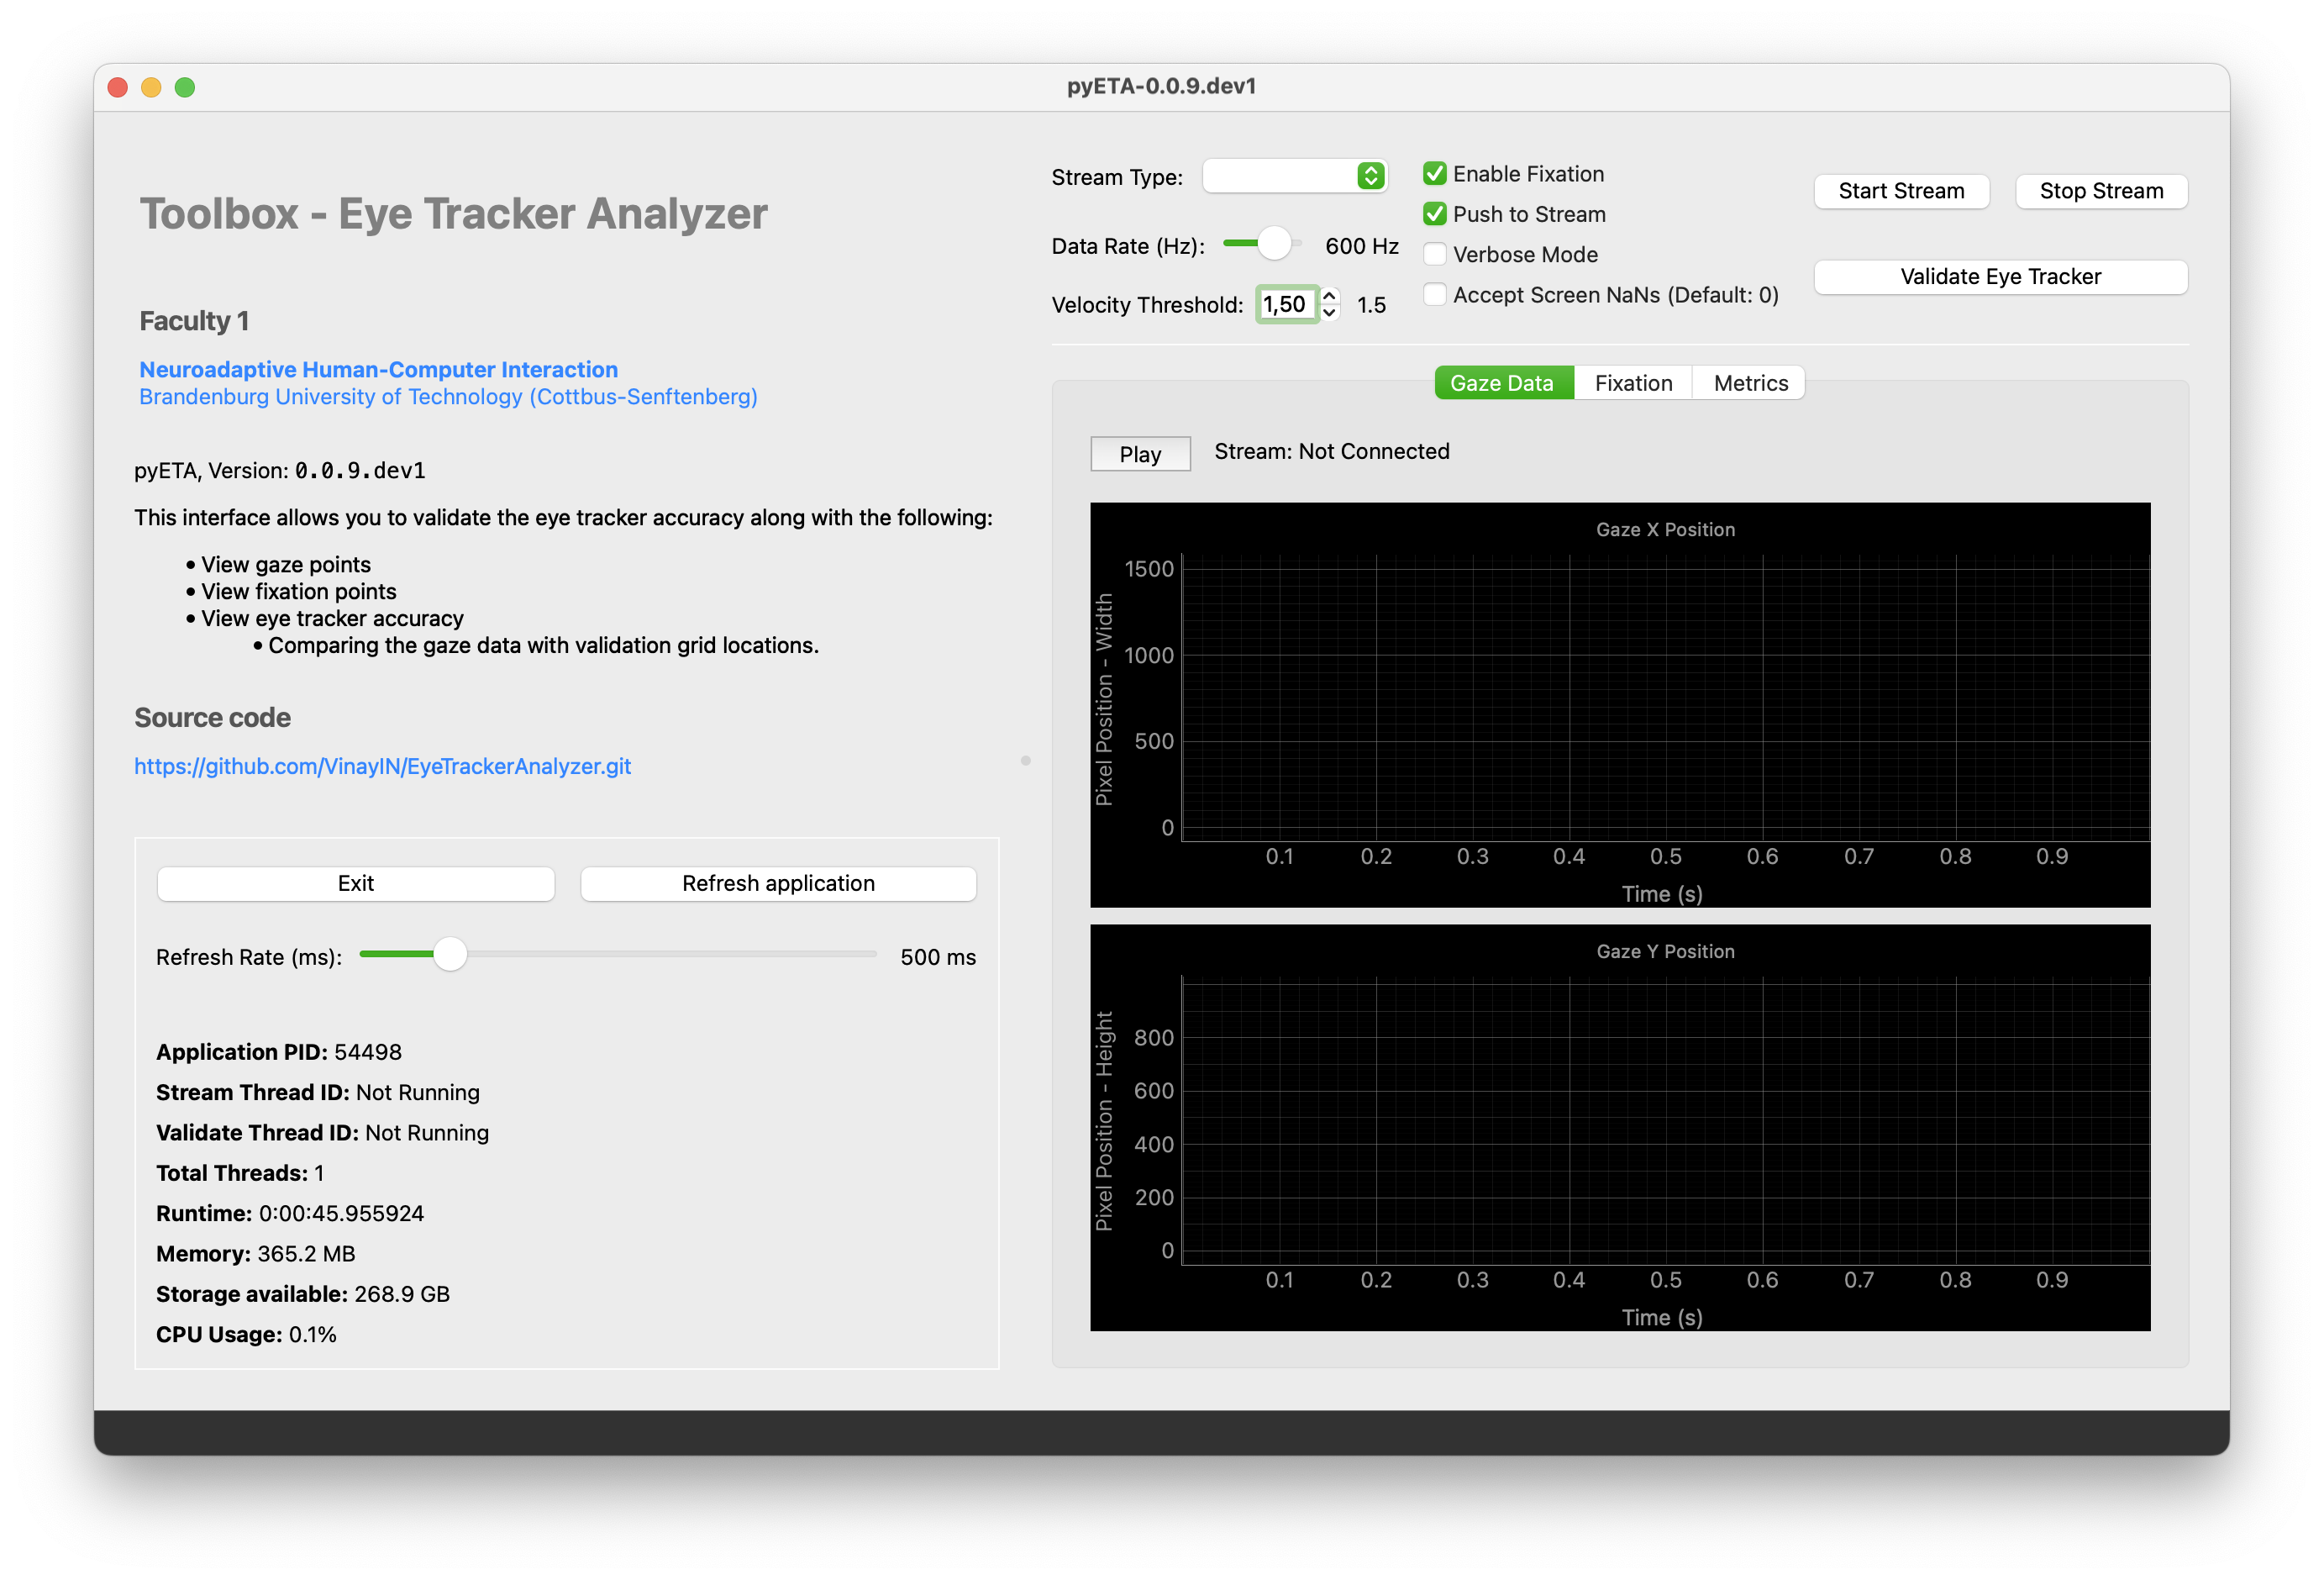 pyETA-0.0.9.dev1
Toolbox - Eye Tracker Analyzer
Faculty 1
Neuroadaptive Human-Computer Interaction
Brandenburg University of Technology (Cottbus-Senftenberg)
pyETA, Version: 0.0.9.dev1
This interface allows you to validate the eye tracker accuracy along with the following:
• View gaze points
• View fixation points
• View eye tracker accuracy
• Comparing the gaze data with validation grid locations.
Source code
https://github.com/VinayIN/EyeTrackerAnalyzer.git
Exit
Refresh application
Refresh Rate (ms): 500 ms
Application PID: 54498
Stream Thread ID: Not Running
Validate Thread ID: Not Running
Total Threads: 1
Runtime: 0:00:45.955924
Memory: 365.2 MB
Storage available: 268.9 GB
CPU Usage: 0.1%
Stream Type:
Data Rate (Hz): 600 Hz
Velocity Threshold: 1,50 1.5
Enable Fixation
Push to Stream
Verbose Mode
Accept Screen NaNs (Default: 0)
Start Stream
Stop Stream
Validate Eye Tracker
Gaze Data
Fixation
Metrics
Play
Stream: Not Connected
Gaze X Position
Pixel Position - Width
1500
1000
500
0
0.1 0.2 0.3 0.4 0.5 0.6 0.7 0.8 0.9
Time (s)
Gaze Y Position
Pixel Position - Height
800
600
400
200
0
0.1 0.2 0.3 0.4 0.5 0.6 0.7 0.8 0.9
Time (s)